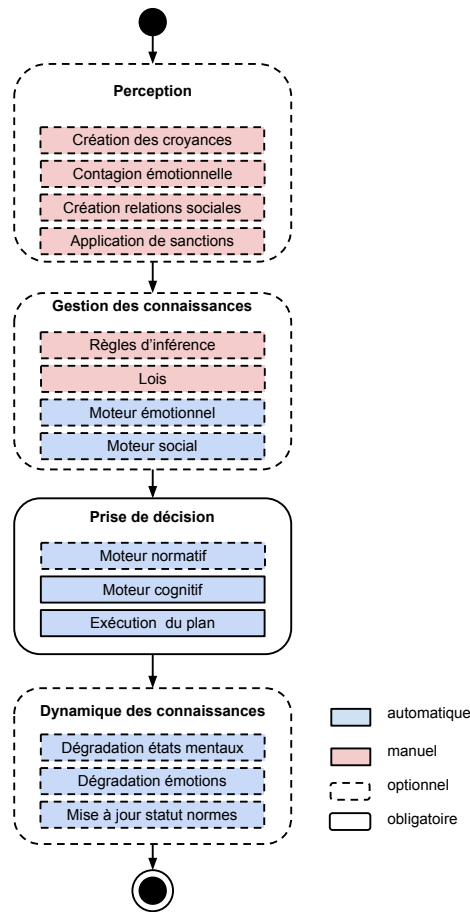 Perception
Création des croyances
Contagion émotionnelle
Création relations sociales
Application de sanctions
Gestion des connaissances
Règles d'inférence
Lois
Moteur émotionnel
Moteur social
Prise de décision
Moteur normatif
Moteur cognitif
Exécution du plan
Dynamique des connaissances
Dégradation états mentaux
Dégradation émotions
Mise à jour statut normes
automatique
manuel
optionnel
obligatoire